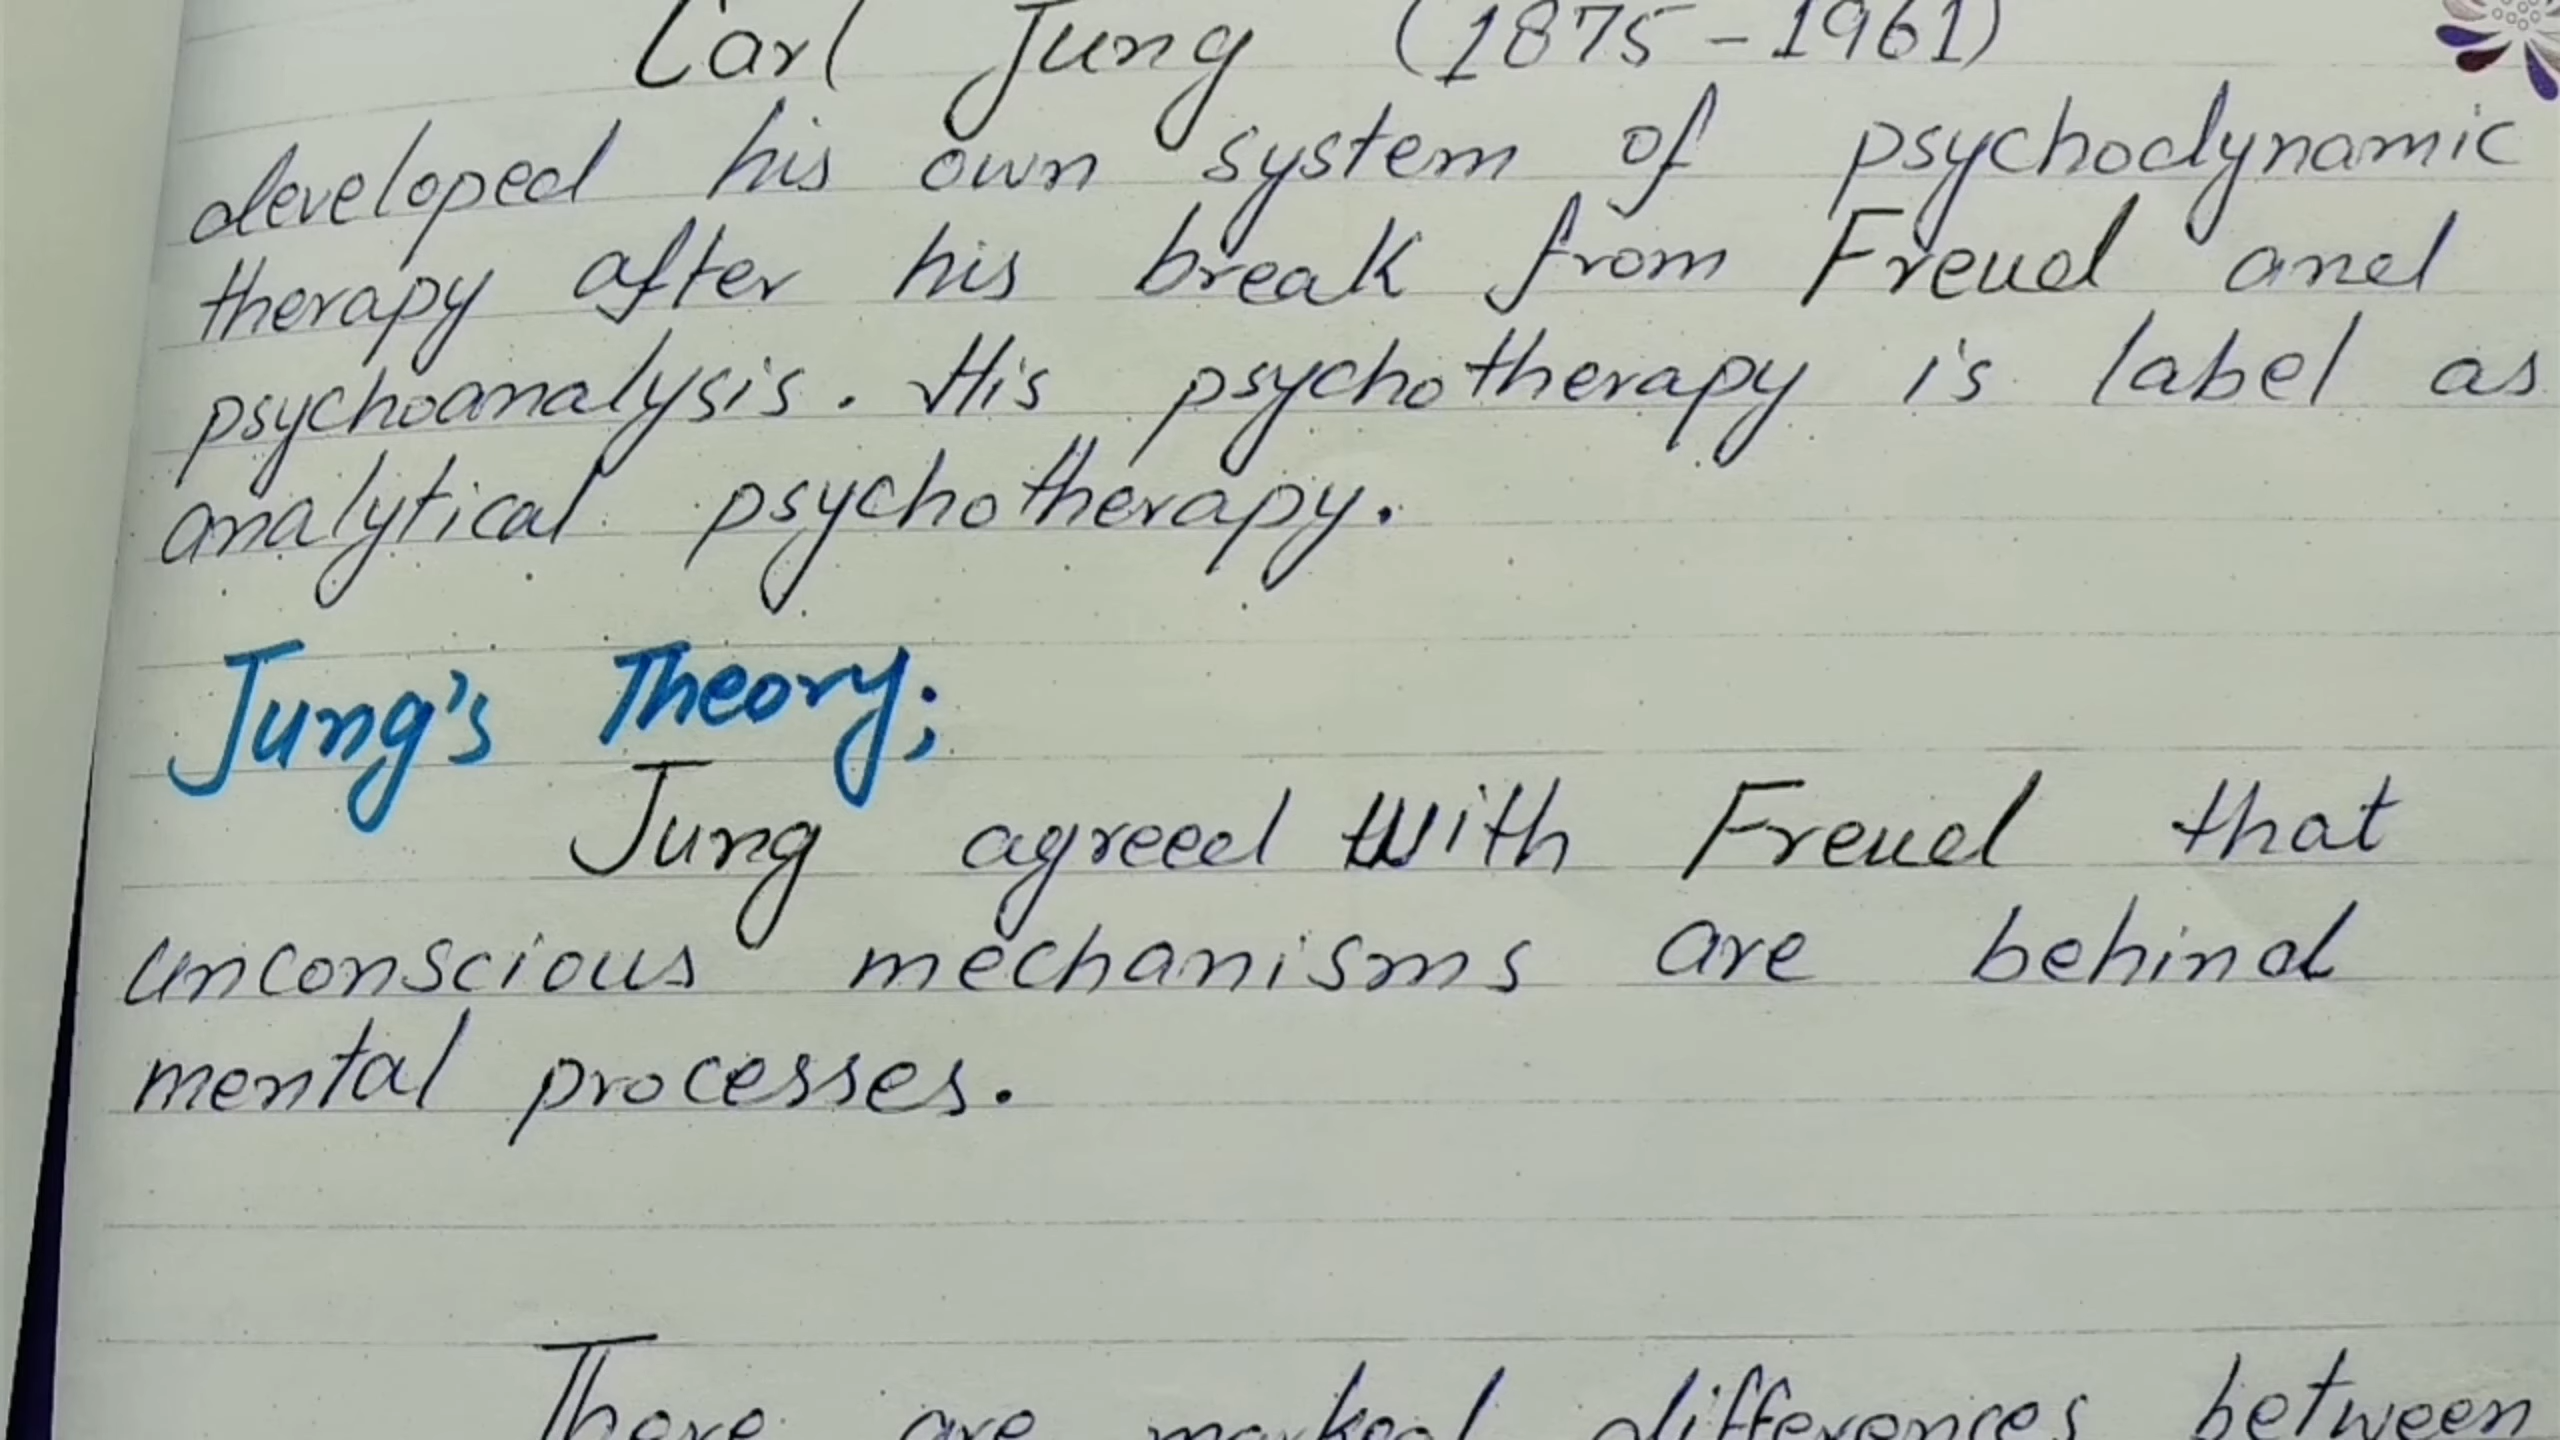 Carl Jung (1875-1961)
developed his own system of psychodynamic
therapy after his break from Freud and
psychoanalysis. His psychotherapy is label as
analytical psychotherapy.
Jung's Theory;
Jung agreed with Freud that
unconscious mechanisms are behind
mental processes.
There are marked differences between